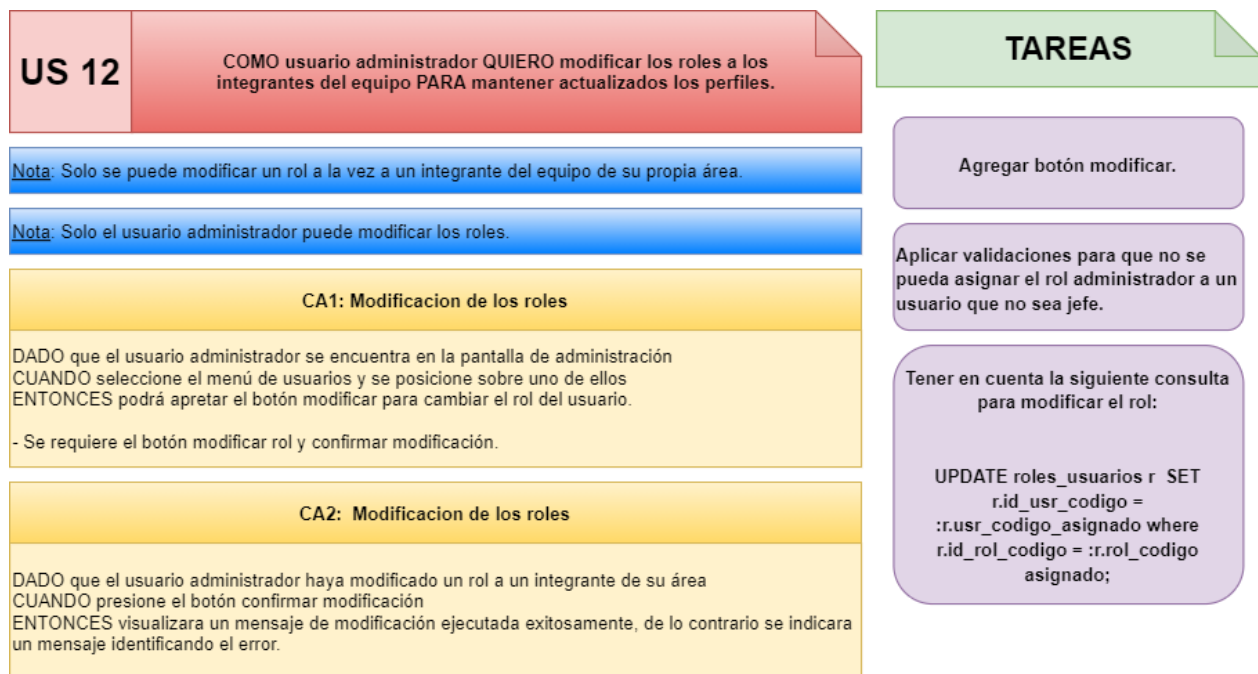 US 12
COMO usuario administrador QUIERO modificar los roles a los
integrantes del equipo PARA mantener actualizados los perfiles.
Nota: Solo se puede modificar un rol a la vez a un integrante del equipo de su propia área.
Nota: Solo el usuario administrador puede modificar los roles.
CA1: Modificacion de los roles
DADO que el usuario administrador se encuentra en la pantalla de administración
CUANDO seleccione el menú de usuarios y se posicione sobre uno de ellos
ENTONCES podrá apretar el botón modificar para cambiar el rol del usuario.
- Se requiere el botón modificar rol y confirmar modificación.
CA2: Modificacion de los roles
DADO que el usuario administrador haya modificado un rol a un integrante de su área
CUANDO presione el botón confirmar modificación
ENTONCES visualizara un mensaje de modificación ejecutada exitosamente, de lo contrario se indicara
un mensaje identificando el error.
TAREAS
Agregar botón modificar.
Aplicar validaciones para que no se
pueda asignar el rol administrador a un
usuario que no sea jefe.
Tener en cuenta la siguiente consulta
para modificar el rol:
UPDATE roles_usuarios r SET
r.id_usr_codigo =
:r.usr_codigo_asignado where
r.id_rol_codigo = :r.rol_codigo
asignado;